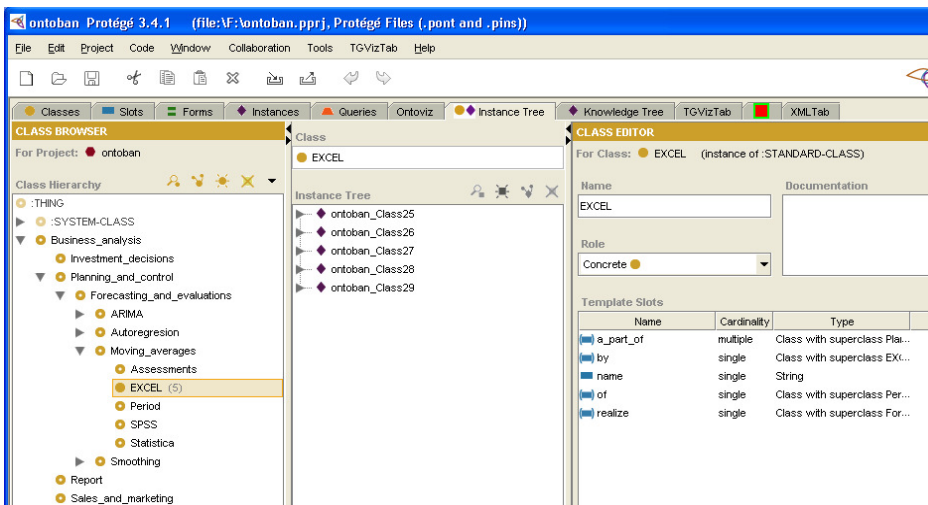 ontoban Protégé 3.4.1 (file:\F:\ontoban.pprj, Protégé Files (.pont and .pins))
File Edit Project Code Window Collaboration Tools TGVizTab Help
Classes Slots Forms Instances Queries Ontoviz Instance Tree Knowledge Tree TGVizTab XMLTab
CLASS BROWSER
For Project: ontoban
Class Hierarchy
:THING
:SYSTEM-CLASS
Business_analysis
Investment_decisions
Planning_and_control
Forecasting_and_evaluations
ARIMA
Autoregresion
Moving_averages
Assessments
EXCEL (5)
Period
SPSS
Statistica
Smoothing
Report
Sales_and_marketing
Class
EXCEL
Instance Tree
ontoban_Class25
ontoban_Class26
ontoban_Class27
ontoban_Class28
ontoban_Class29
CLASS EDITOR
For Class: EXCEL (instance of :STANDARD-CLASS)
Name Documentation
EXCEL
Role
Concrete
Template Slots
Name Cardinality Type
a_part_of multiple Class with superclass Plan...
by single Class with superclass EXC...
name single String
of single Class with superclass Per...
realize single Class with superclass For...